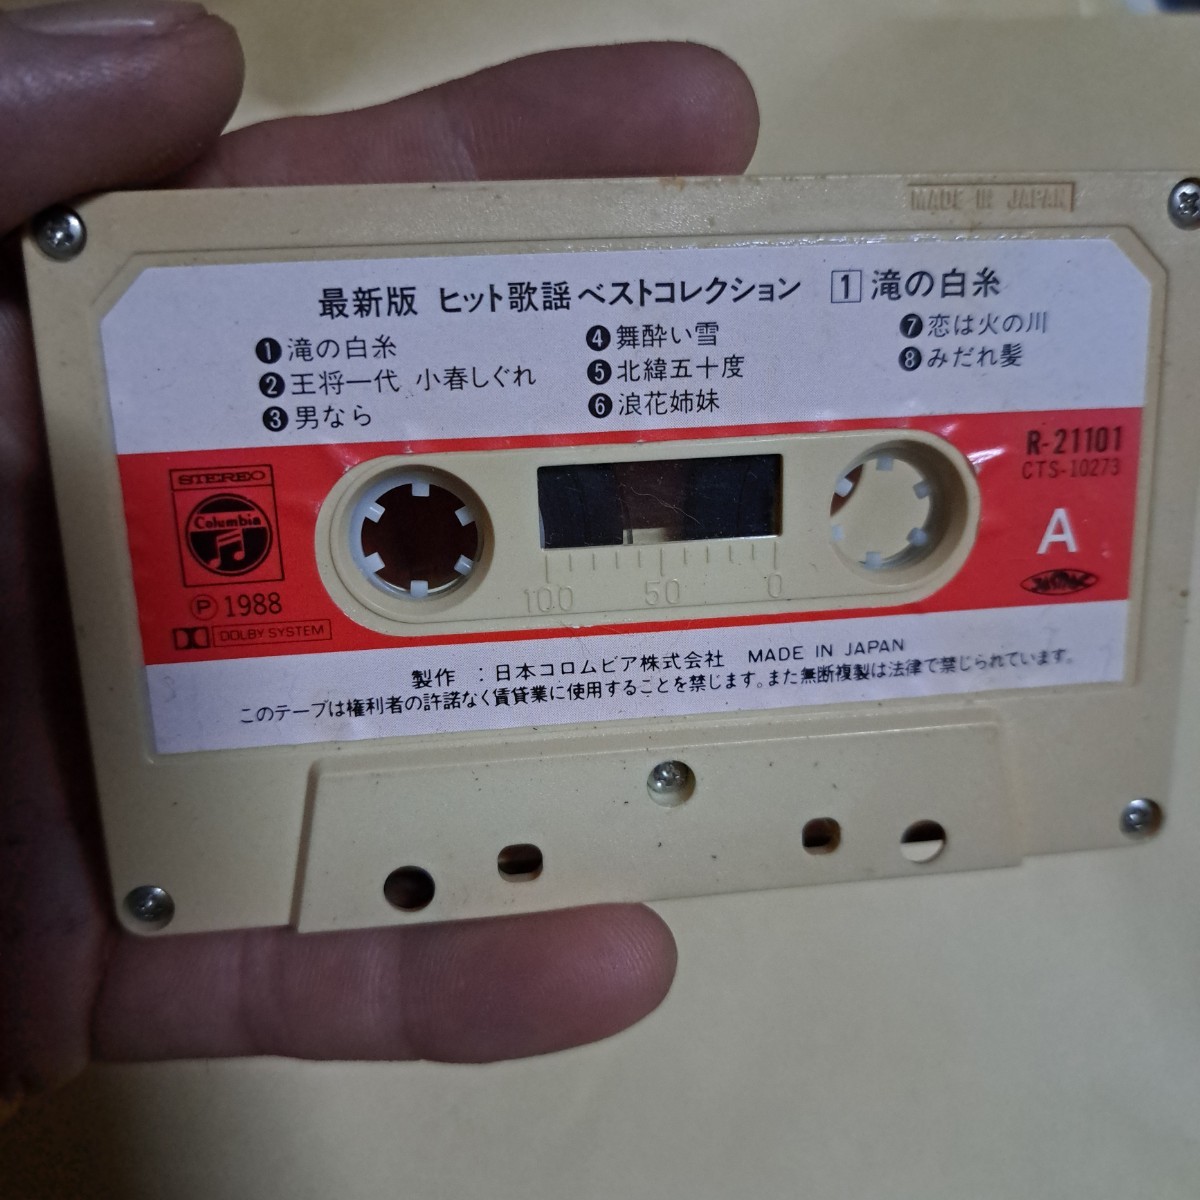 MADE IN JAPAN
最新版 ヒット歌謡ベストコレクション 1 滝の白糸
❶滝の白糸
❷王将一代 小春しぐれ
❸男なら
❹舞酔い雪
❺北緯五十度
❻浪花姉妹
❼恋は火の川
❽みだれ髪
STEREO
Columbia
Ⓟ 1988
DOLBY SYSTEM
100 50 0
R-21101
CTS-10273
A
製作 : 日本コロムビア株式会社 MADE IN JAPAN
このテープは権利者の許諾なく賃貸業に使用することを禁じます。また無断複製は法律で禁じられています。